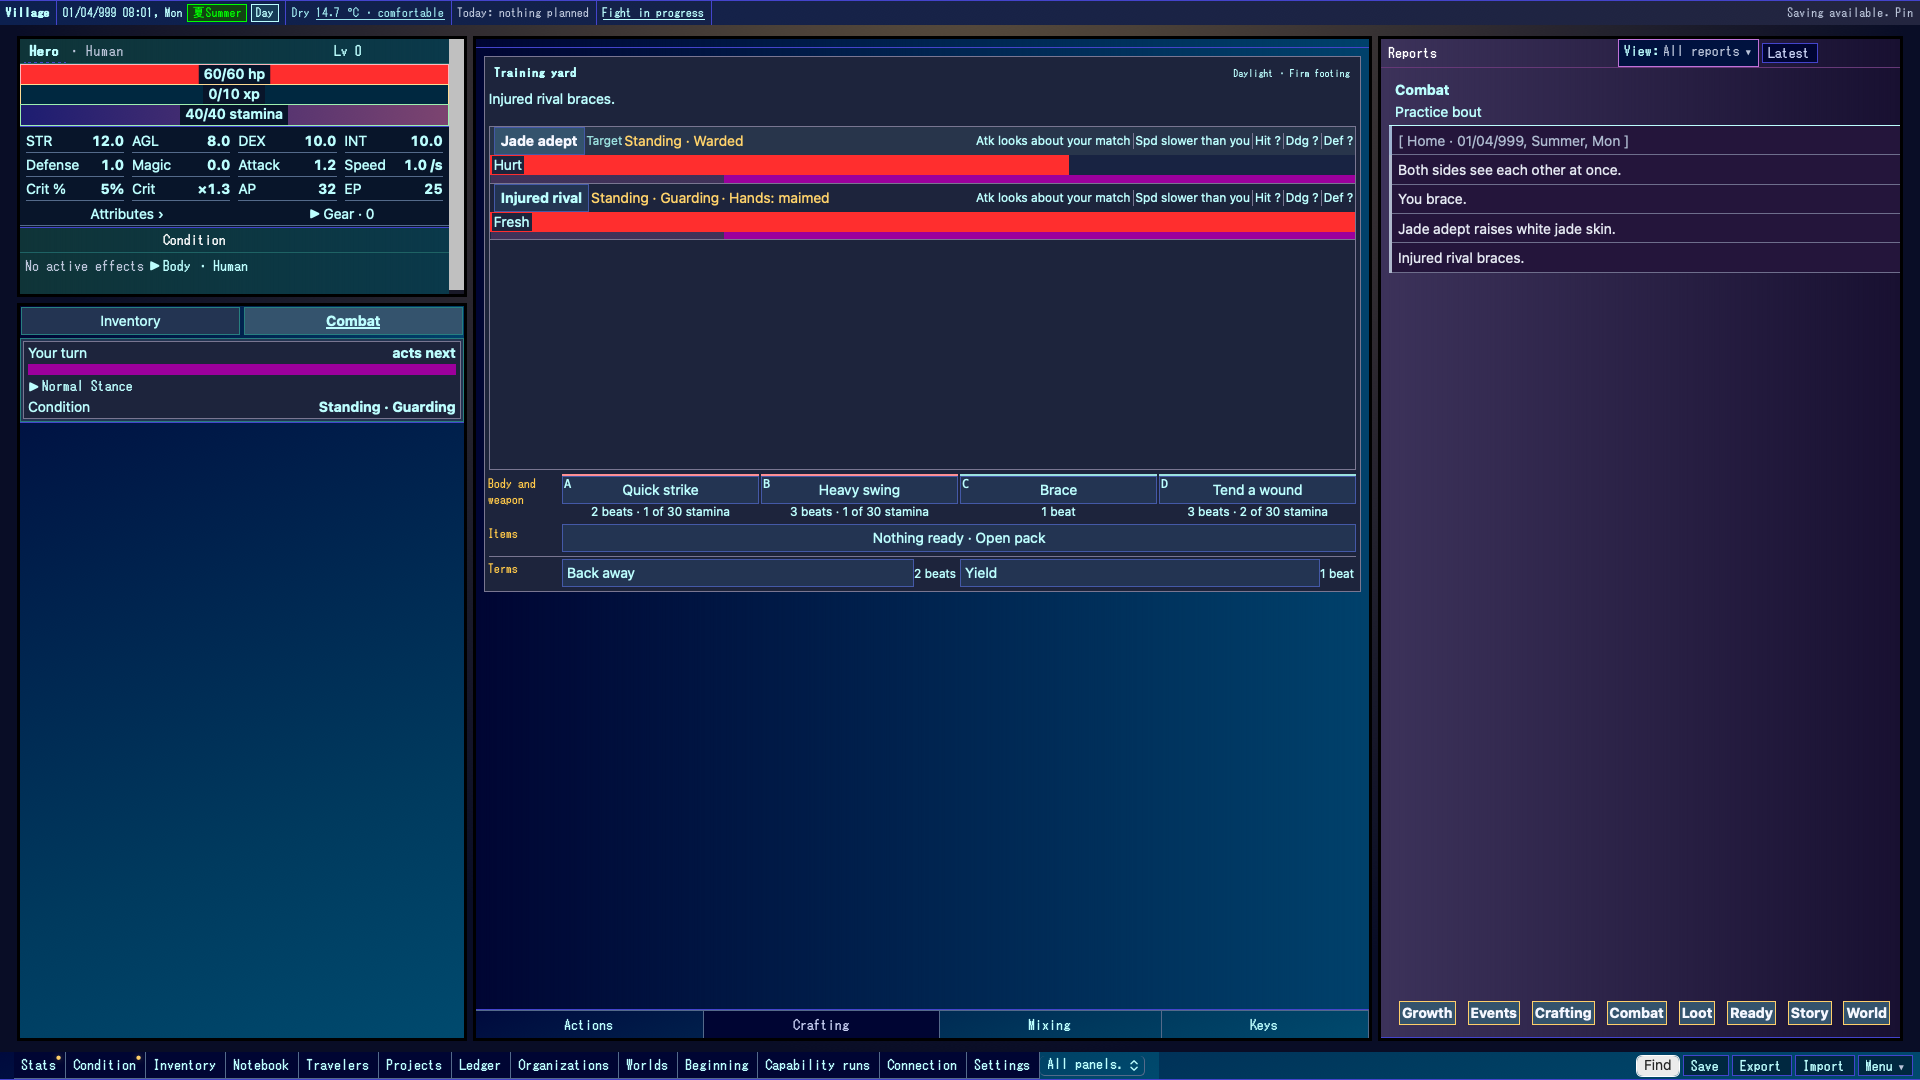 Village 01/04/999 08:01, Mon 夏Summer Day Dry 14.7 °C · comfortable Today: nothing planned Fight in progress Saving available. Pin
Hero · Human Lv 0
60/60 hp
0/10 xp
40/40 stamina
STR 12.0 AGL 8.0 DEX 10.0 INT 10.0
Defense 1.0 Magic 0.0 Attack 1.2 Speed 1.0 /s
Crit % 5% Crit ×1.3 AP 32 EP 25
Attributes › ▶ Gear · 0
Condition
No active effects ▶ Body · Human
Inventory Combat
Your turn acts next
▶ Normal Stance
Condition Standing · Guarding
Training yard Daylight · Firm footing
Injured rival braces.
Jade adept Target Standing · Warded Atk looks about your match Spd slower than you Hit ? Ddg ? Def ?
Hurt
Injured rival Standing · Guarding · Hands: maimed Atk looks about your match Spd slower than you Hit ? Ddg ? Def ?
Fresh
Body and weapon
A Quick strike B Heavy swing C Brace D Tend a wound
2 beats · 1 of 30 stamina 3 beats · 1 of 30 stamina 1 beat 3 beats · 2 of 30 stamina
Items Nothing ready · Open pack
Terms Back away 2 beats Yield 1 beat
Actions Crafting Mixing Keys
Reports View: All reports ▾ Latest
Combat
Practice bout
[ Home · 01/04/999, Summer, Mon ]
Both sides see each other at once.
You brace.
Jade adept raises white jade skin.
Injured rival braces.
Growth Events Crafting Combat Loot Ready Story World
Stats Condition Inventory Notebook Travelers Projects Ledger Organizations Worlds Beginning Capability runs Connection Settings All panels. Find Save Export Import Menu ▾